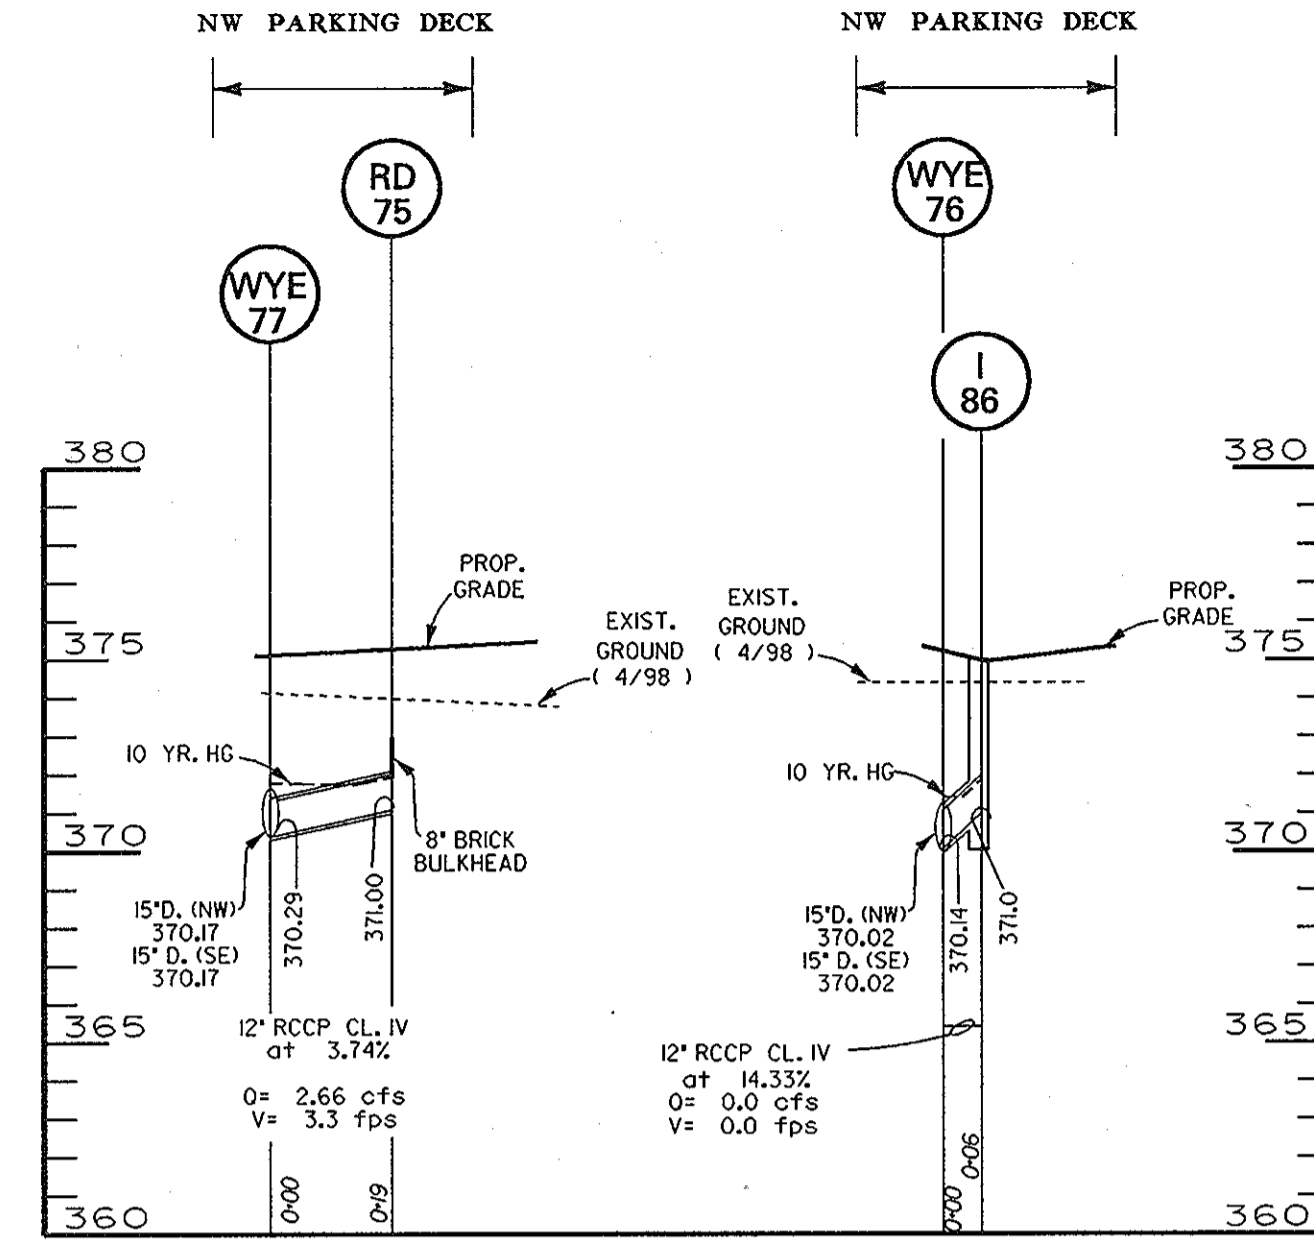 NW PARKING DECK
RD
75
WYE
77
380
375
370
365
360
PROP.
GRADE
EXIST.
GROUND
( 4/98 )
10 YR. HG
8" BRICK
BULKHEAD
15"D. (NW)
370.17
15" D. (SE)
370.17
370.29
371.00
12" RCCP CL. IV
at 3.74%
Q= 2.66 cfs
V= 3.3 fps
0+00
0+19
NW PARKING DECK
WYE
76
I
86
EXIST.
GROUND
( 4/98 )
PROP.
GRADE
10 YR. HG
15"D. (NW)
370.02
15" D. (SE)
370.02
370.14
371.0
12" RCCP CL. IV
at 14.33%
Q= 0.0 cfs
V= 0.0 fps
0+00
0+06
380
375
370
365
360